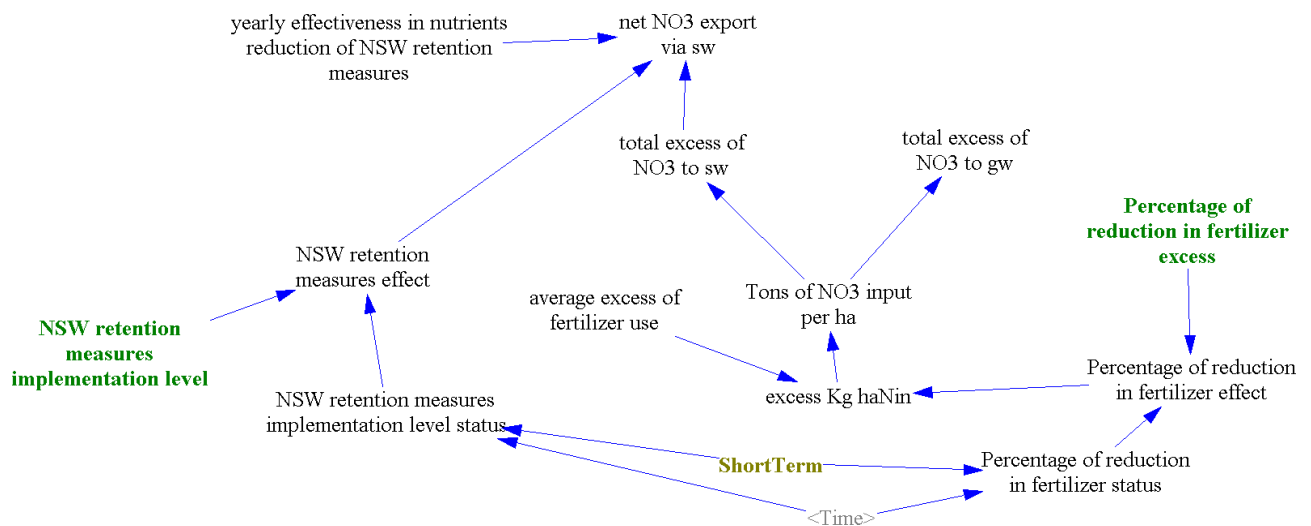 yearly effectiveness in nutrients
reduction of NSW retention
measures
net NO3 export
via sw
total excess of
NO3 to sw
total excess of
NO3 to gw
Percentage of
reduction in fertilizer
excess
NSW retention
measures effect
average excess of
fertilizer use
Tons of NO3 input
per ha
NSW retention
measures
implementation level
NSW retention measures
implementation level status
excess Kg haNin
Percentage of reduction
in fertilizer effect
ShortTerm
Percentage of reduction
in fertilizer status
<Time>